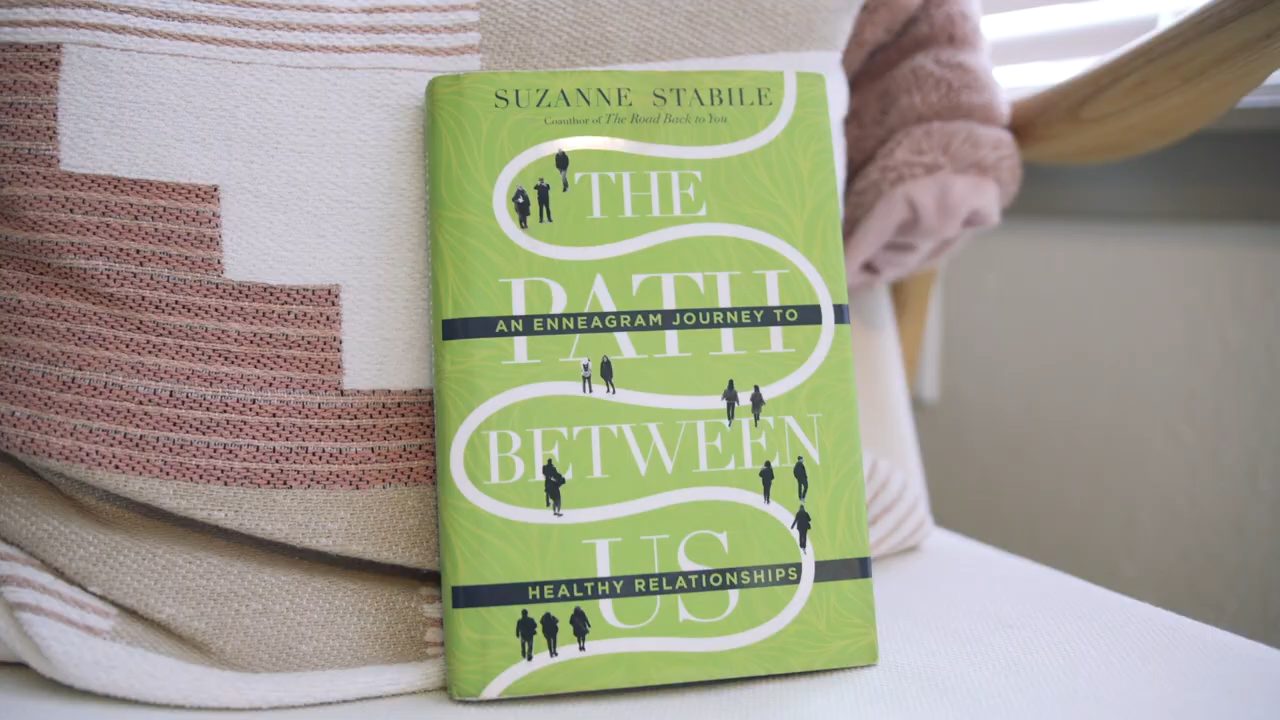 SUZANNE STABILE
Coauthor of The Road Back to You
THE
PATH
AN ENNEAGRAM JOURNEY TO
BETWEEN
US
HEALTHY RELATIONSHIPS